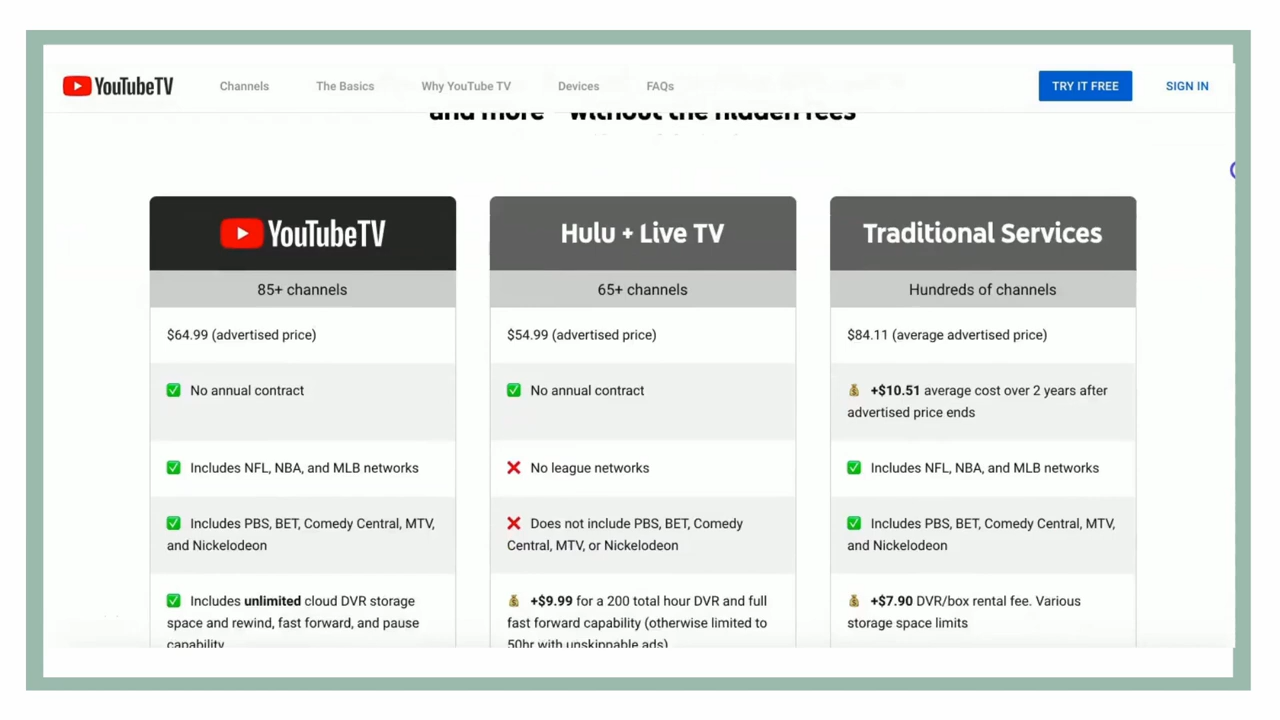 YouTubeTV Channels The Basics Why YouTube TV Devices FAQs TRY IT FREE SIGN IN
and more - without the hidden fees
YouTubeTV
85+ channels
$64.99 (advertised price)
✅ No annual contract
✅ Includes NFL, NBA, and MLB networks
✅ Includes PBS, BET, Comedy Central, MTV,
and Nickelodeon
✅ Includes unlimited cloud DVR storage
space and rewind, fast forward, and pause
capability
Hulu + Live TV
65+ channels
$54.99 (advertised price)
✅ No annual contract
❌ No league networks
❌ Does not include PBS, BET, Comedy
Central, MTV, or Nickelodeon
💰 +$9.99 for a 200 total hour DVR and full
fast forward capability (otherwise limited to
50hr with unskippable ads)
Traditional Services
Hundreds of channels
$84.11 (average advertised price)
💰 +$10.51 average cost over 2 years after
advertised price ends
✅ Includes NFL, NBA, and MLB networks
✅ Includes PBS, BET, Comedy Central, MTV,
and Nickelodeon
💰 +$7.90 DVR/box rental fee. Various
storage space limits